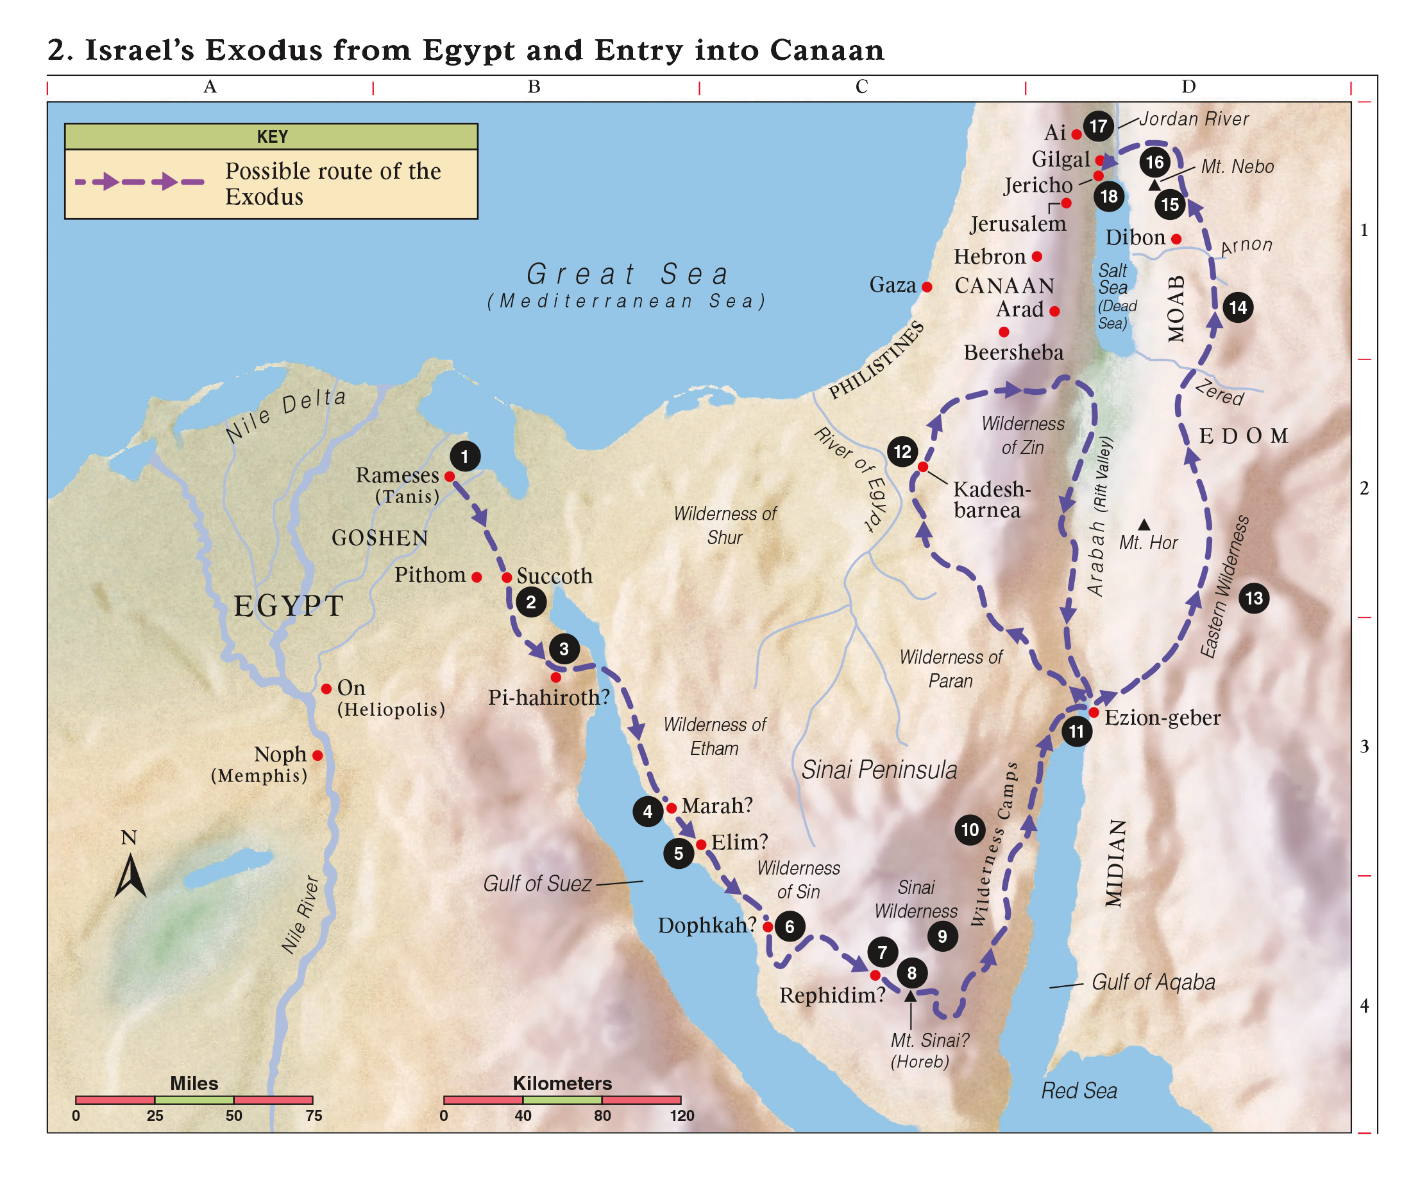 2. Israel's Exodus from Egypt and Entry into Canaan
A B C D
KEY
Possible route of the
Exodus
Great Sea
(Mediterranean Sea)
Ai
17
Jordan River
Gilgal
16
Mt. Nebo
Jericho
18
15
Jerusalem
1
Dibon
Arnon
Hebron
Salt
Sea
(Dead
Sea)
Gaza
CANAAN
MOAB
Arad
14
Beersheba
PHILISTINES
Zered
Nile Delta
Wilderness
of Zin
EDOM
River of Egypt
12
1
Rameses
(Tanis)
Kadesh-
barnea
2
Arabah (Rift Valley)
Wilderness of
Shur
GOSHEN
Mt. Hor
Eastern Wilderness
Pithom
Succoth
2
EGYPT
13
3
Wilderness of
Paran
On
(Heliopolis)
Pi-hahiroth?
Ezion-geber
11
Wilderness of
Etham
Noph
(Memphis)
3
Sinai Peninsula
4
Marah?
10
Wilderness Camps
N
5
Elim?
MIDIAN
Gulf of Suez
Wilderness
of Sin
Sinai
Wilderness
Nile River
Dophkah?
6
9
7
8
Rephidim?
Gulf of Aqaba
4
Mt. Sinai?
(Horeb)
Red Sea
Miles
0 25 50 75
Kilometers
0 40 80 120